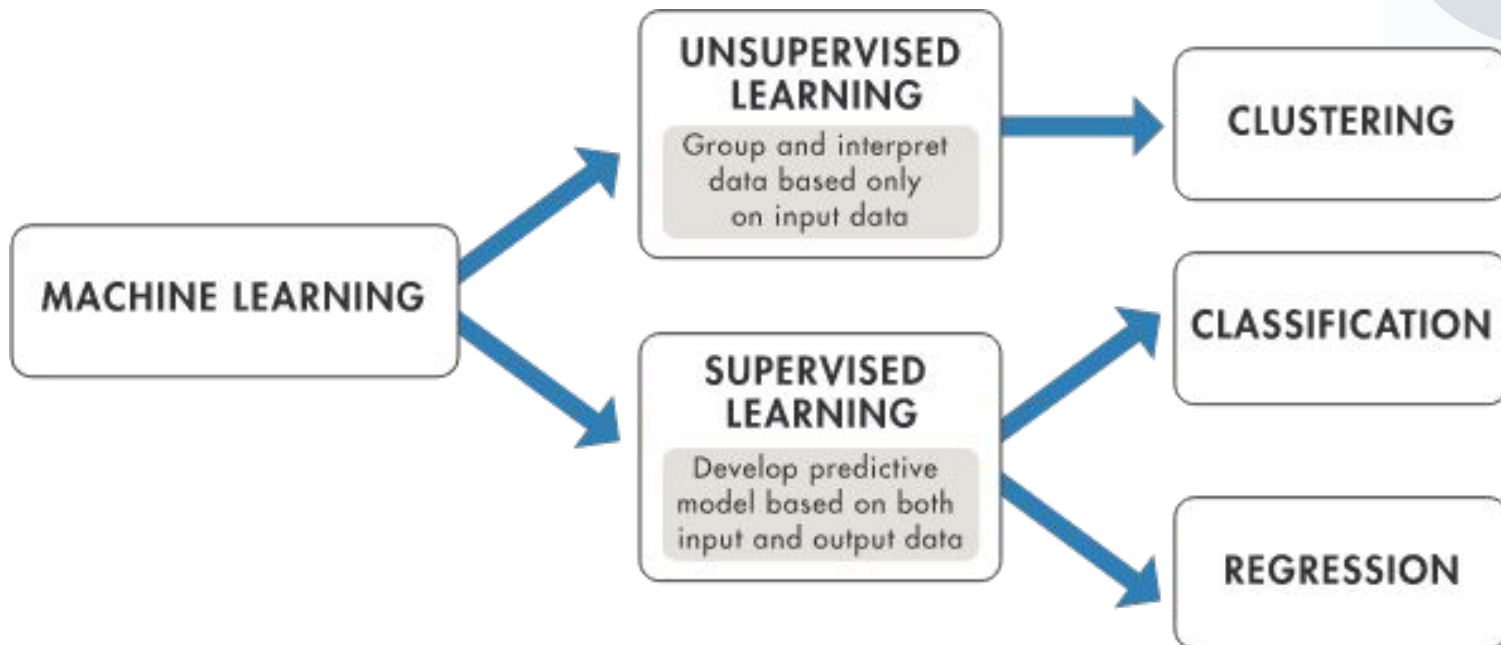 MACHINE LEARNING
UNSUPERVISED
LEARNING
Group and interpret
data based only
on input data
SUPERVISED
LEARNING
Develop predictive
model based on both
input and output data
CLUSTERING
CLASSIFICATION
REGRESSION